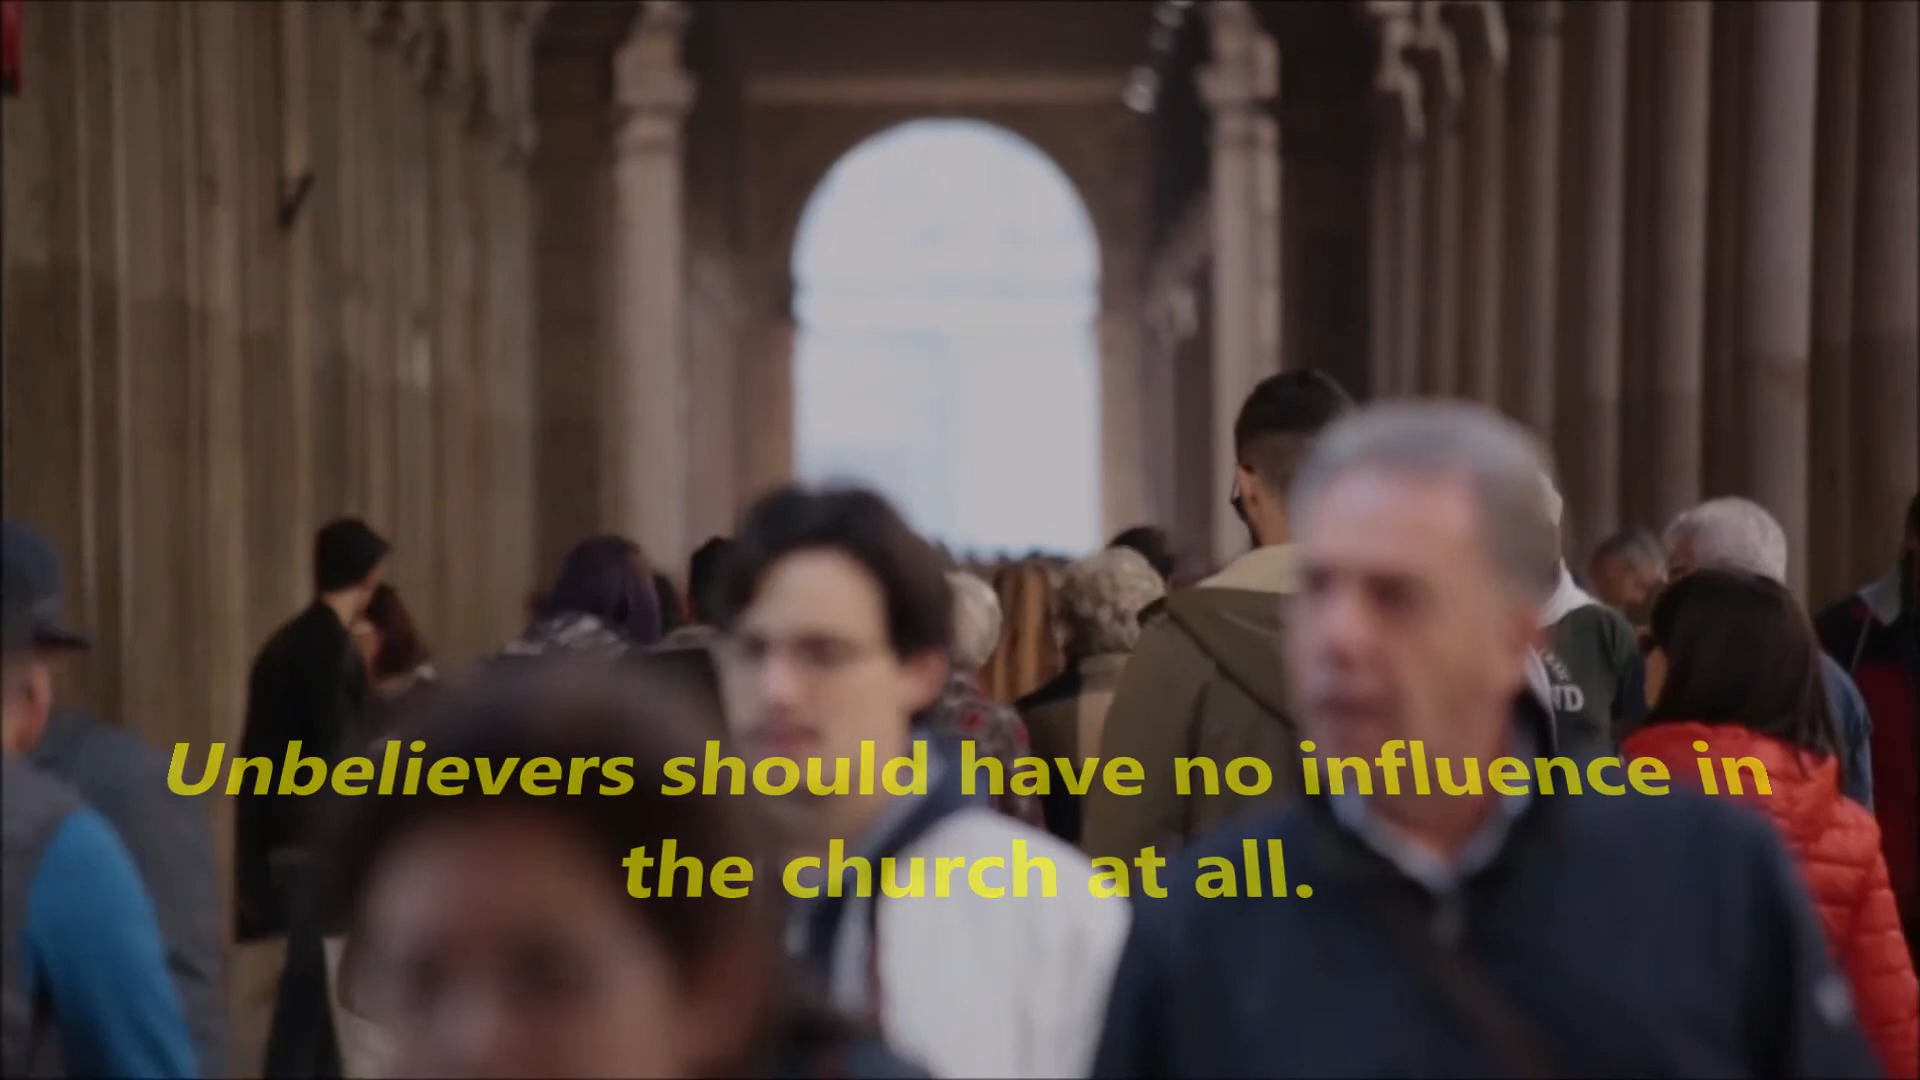 Unbelievers should have no influence in
the church at all.